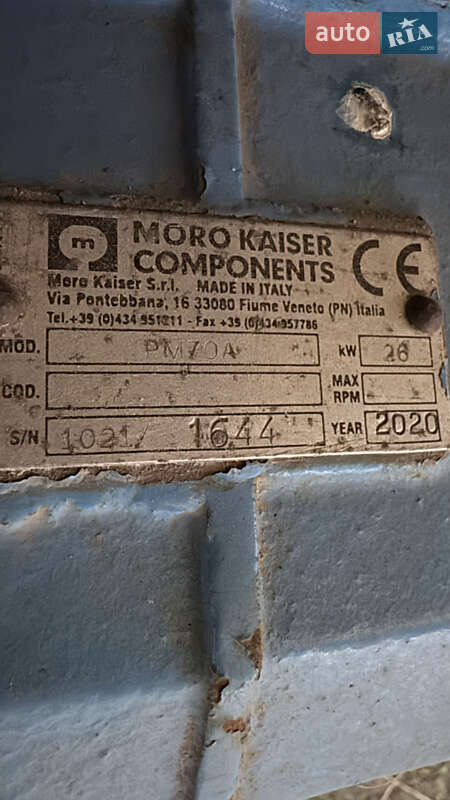 auto RIA.com
m MORO KAISER CE
COMPONENTS
Moro Kaiser S.r.l. MADE IN ITALY
Via Pontebbana, 16 33080 Fiume Veneto (PN) Italia
Tel.+39 (0)434 951211 - Fax +39 (0)434 957786
MOD. PM70A kW 26
COD. MAX RPM
S/N 1021/ 1644 YEAR 2020